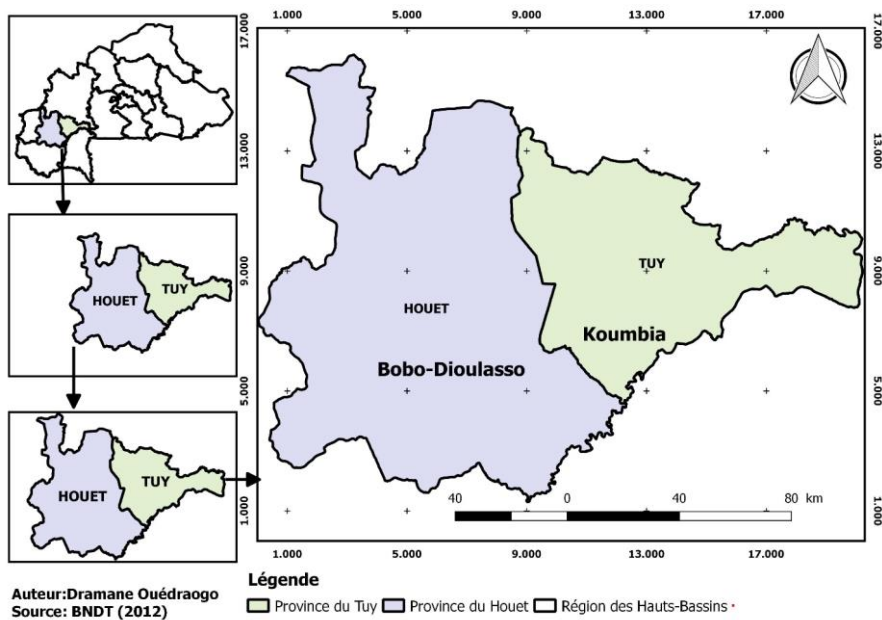 1.000 5.000 9.000 13.000 17.000
17.000
13.000
9.000
5.000
1.000
HOUET
TUY
HOUET
TUY
17.000
13.000
9.000
5.000
1.000
TUY
HOUET
Koumbia
Bobo-Dioulasso
40 0 40 80 km
1.000 5.000 9.000 13.000 17.000
Légende
Province du Tuy Province du Houet Région des Hauts-Bassins
Auteur:Dramane Ouédraogo
Source: BNDT (2012)